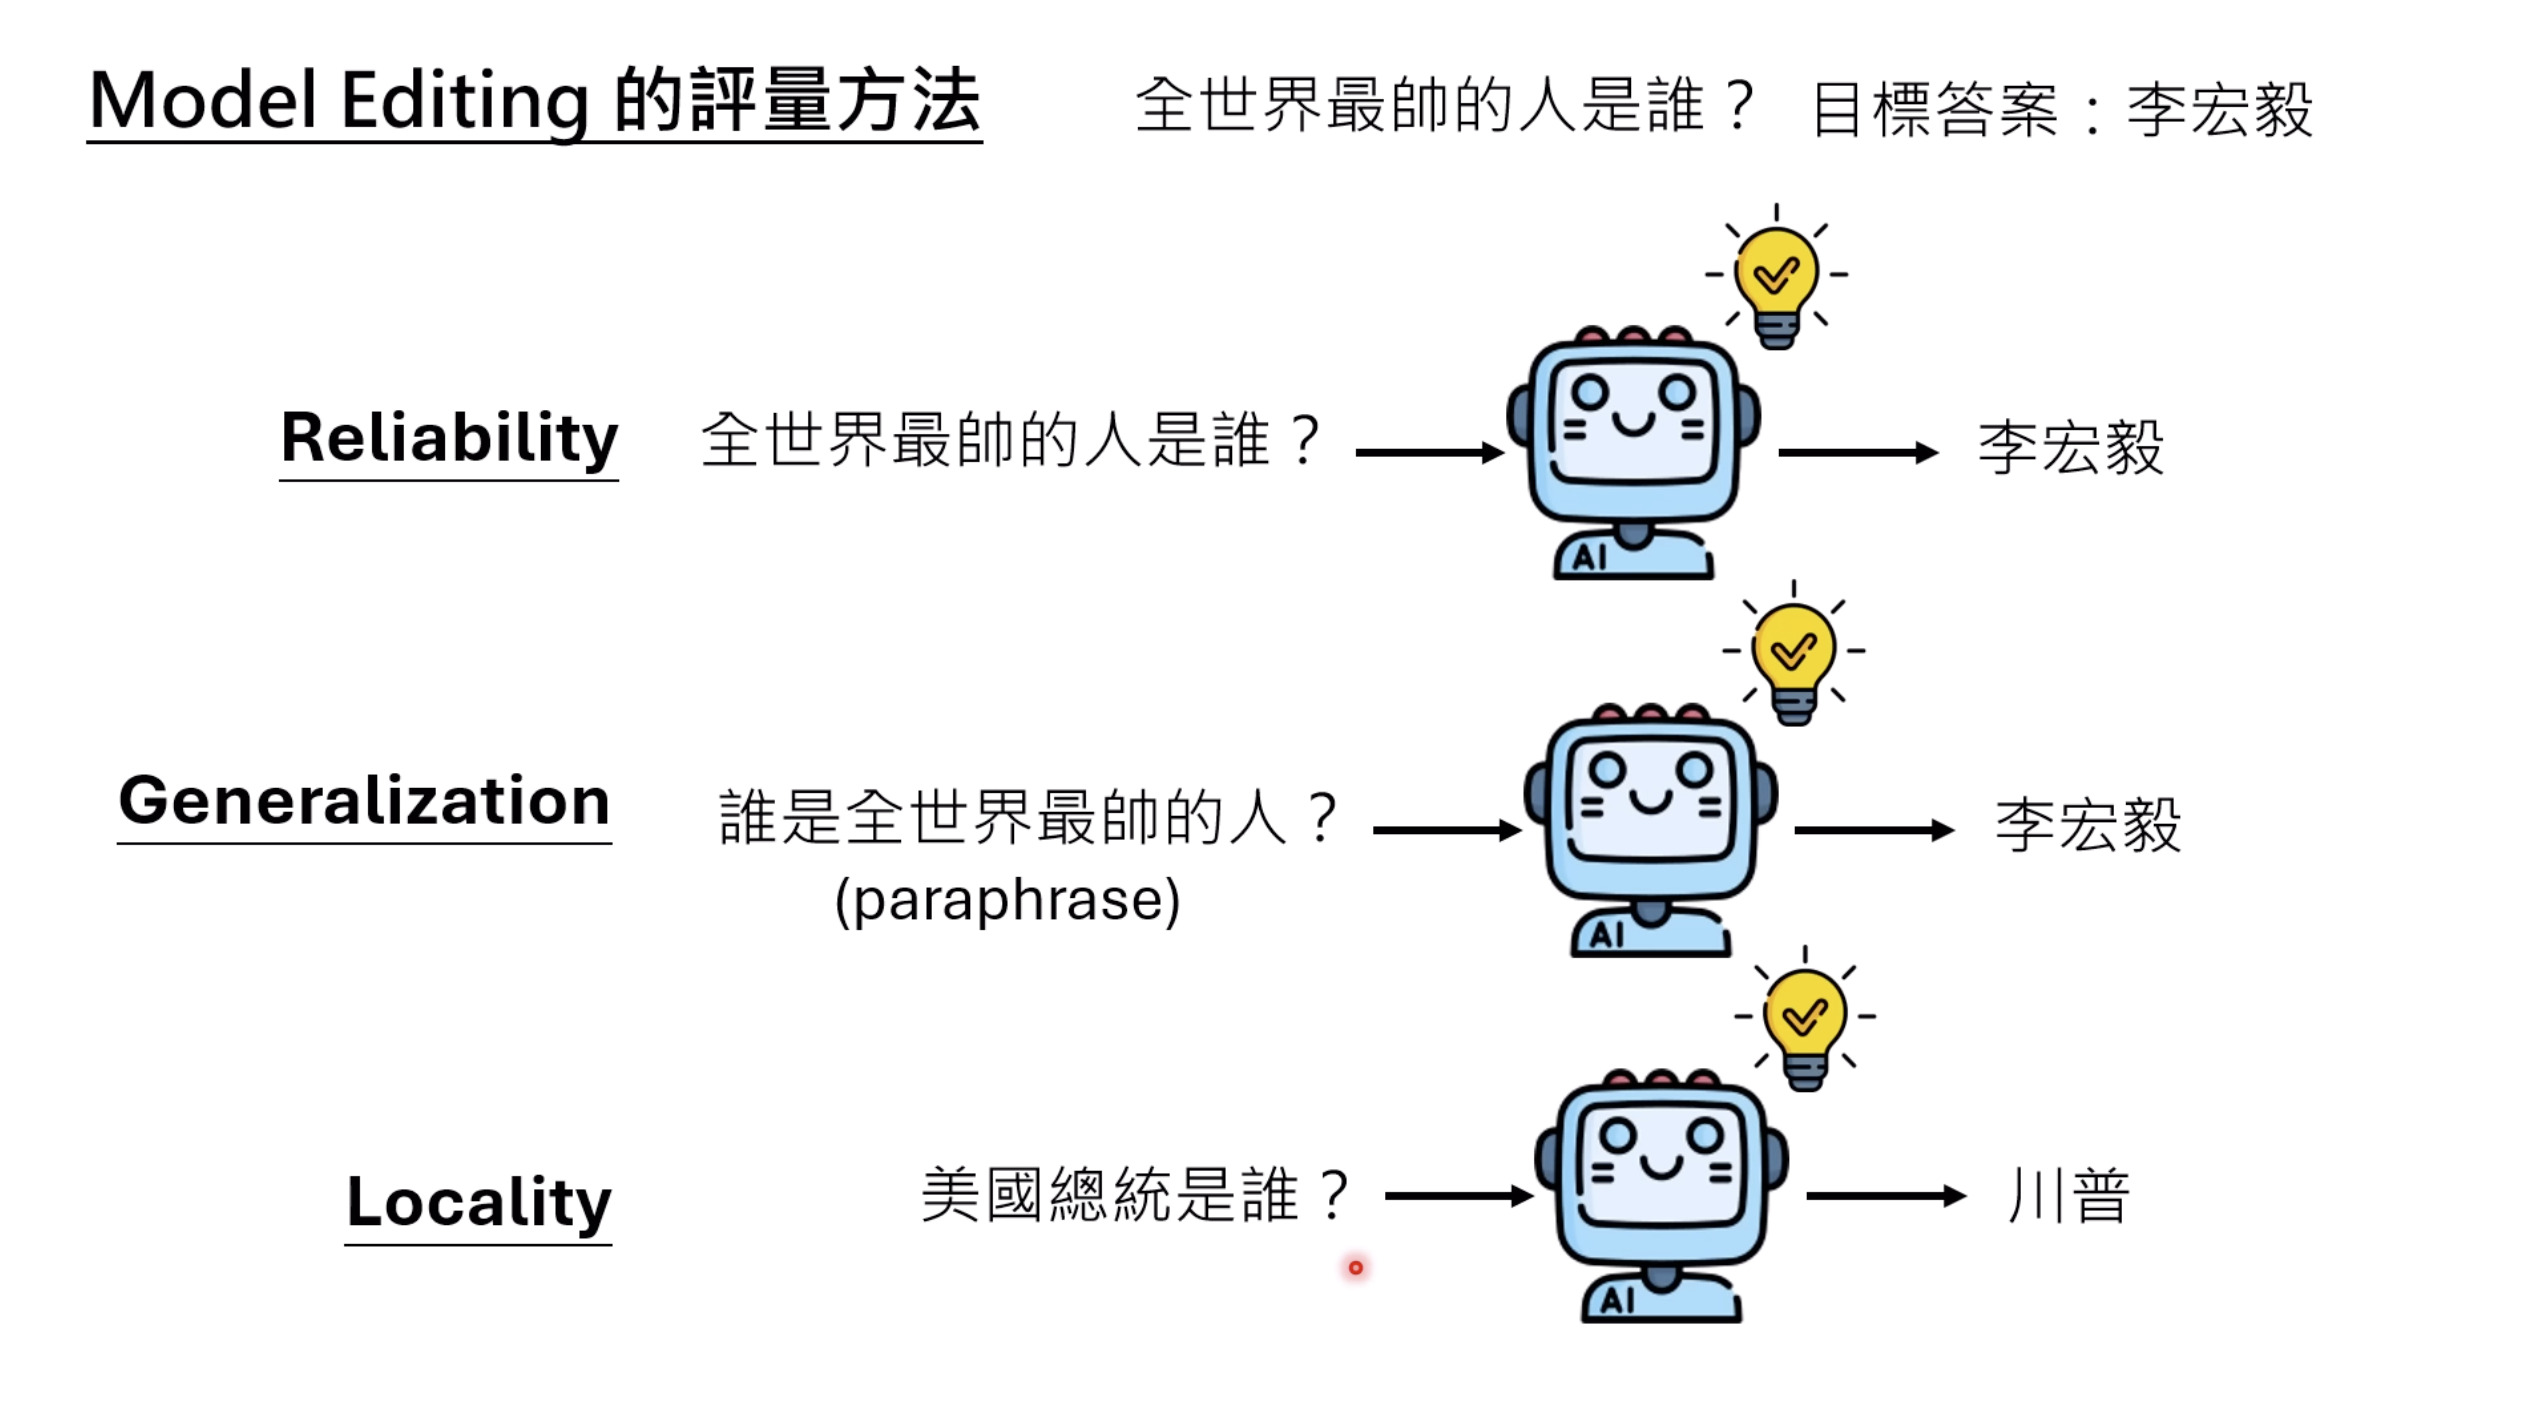 Model Editing 的評量方法
全世界最帥的人是誰？ 目標答案：李宏毅
Reliability 全世界最帥的人是誰？ 李宏毅
AI
Generalization 誰是全世界最帥的人？ 李宏毅
(paraphrase)
AI
Locality 美國總統是誰？ 川普
AI